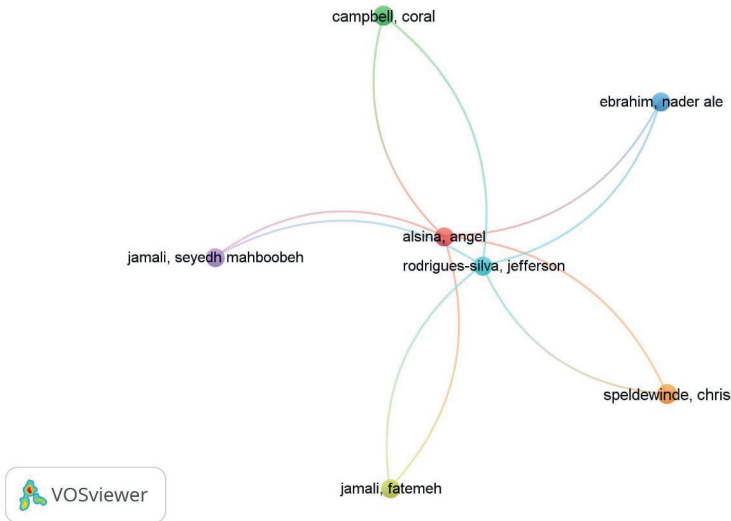 campbell, coral
ebrahim, nader ale
alsina, angel
jamali, seyedh mahboobeh
rodrigues-silva, jefferson
speldewinde, chris
jamali, fatemeh
VOSviewer